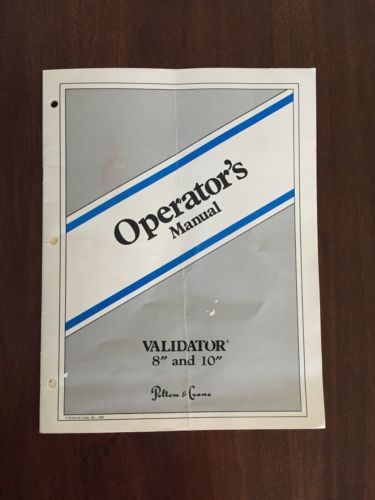 Operator's
Manual
VALIDATOR®
8" and 10"
Pelton & Crane